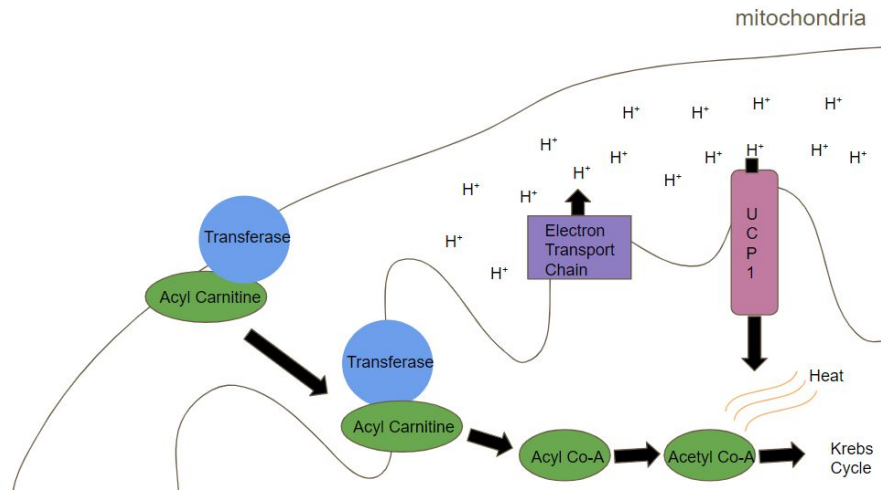 mitochondria
H⁺
H⁺ H⁺ H⁺
H⁺
H⁺ H⁺ H⁺ H⁺ H⁺
H⁺
H⁺
H⁺ H⁺
H⁺
H⁺
Transferase
Acyl Carnitine
Electron
Transport
Chain
U
C
P
1
Transferase
Acyl Carnitine
Heat
Acyl Co-A
Acetyl Co-A
Krebs
Cycle